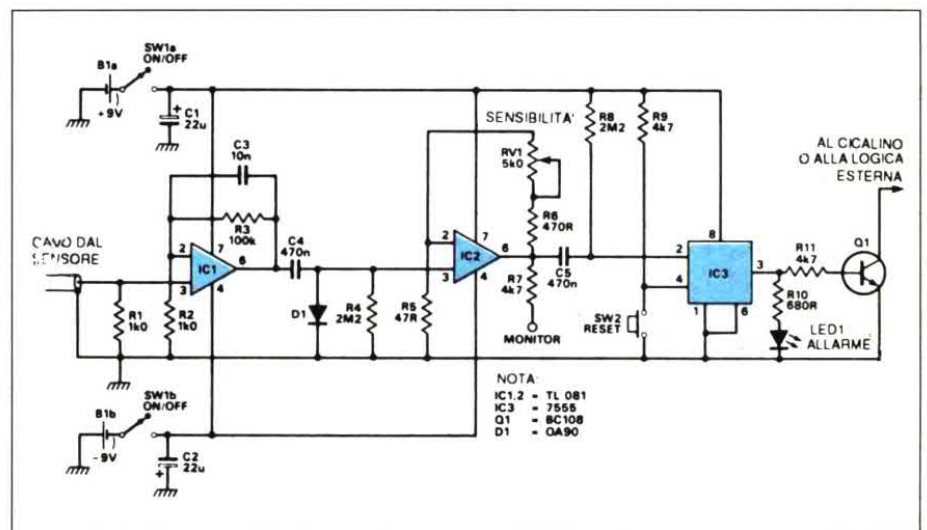 SW1a
ON/OFF
B1a
+9V
+
C1
22u
C3
10n
R3
100k
CAVO DAL
SENSORE
2
3
7
4
6
IC1
R1
1k0
R2
1k0
C4
470n
D1
R4
2M2
R5
47R
SENSIBILITA'
RV1
5k0
R6
470R
2
3
7
4
6
IC2
R7
4k7
MONITOR
C5
470n
R8
2M2
R9
4k7
SW2
RESET
2
4
8
3
1
6
IC3
R11
4k7
R10
680R
LED1
ALLARME
Q1
AL CICALINO
O ALLA LOGICA
ESTERNA
B1b
-9V
SW1b
ON/OFF
C2
22u
+
NOTA:
IC1,2 = TL 081
IC3 = 7555
Q1 = BC108
D1 = OA90